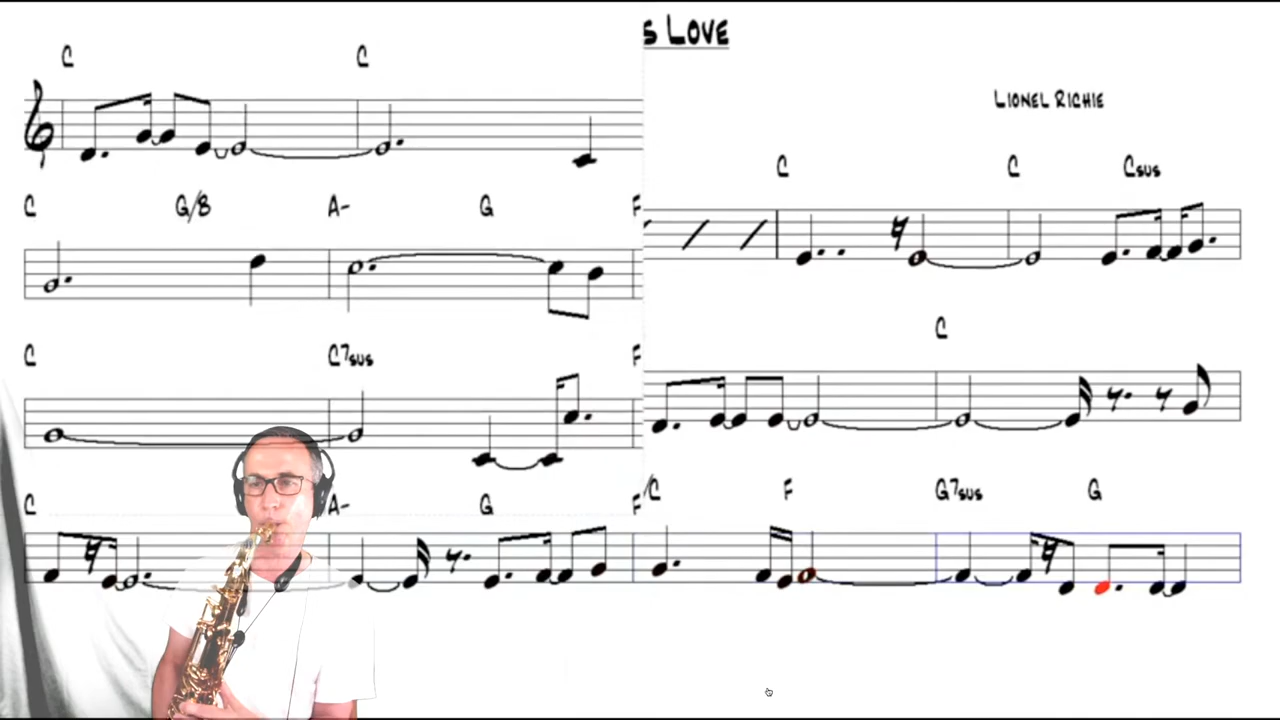 s Love
Lionel Richie
C C
C C Csus
C G/B A- G F
C
C C7sus F
C A- G F
/C F G7sus G